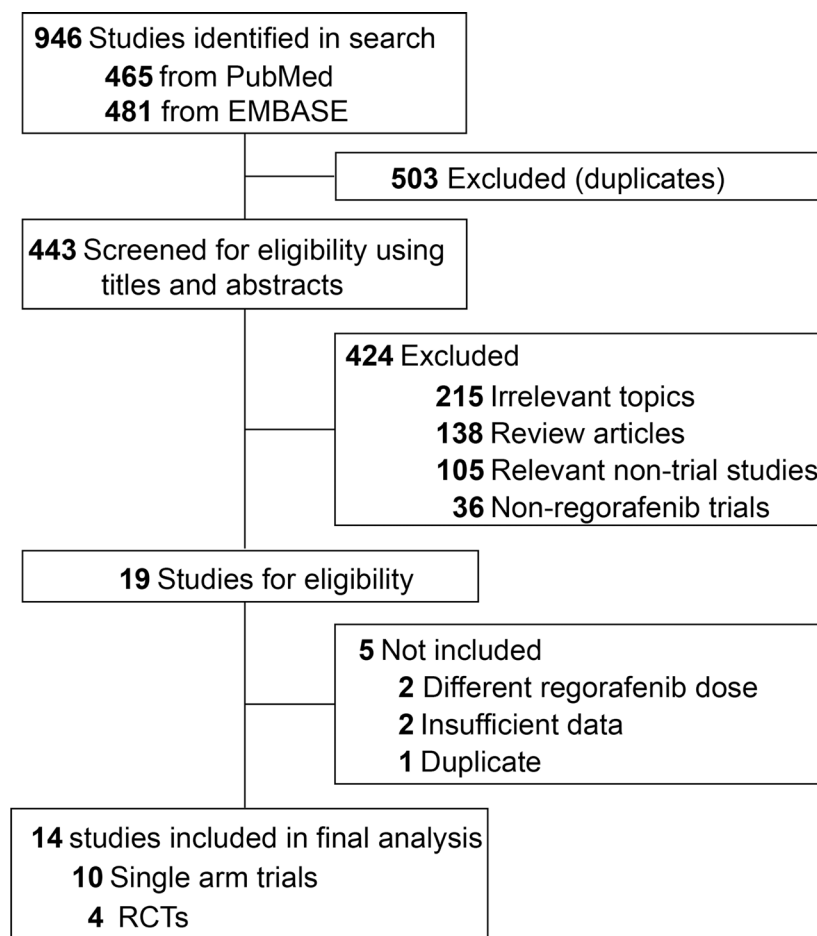 946 Studies identified in search
465 from PubMed
481 from EMBASE
503 Excluded (duplicates)
443 Screened for eligibility using
titles and abstracts
424 Excluded
215 Irrelevant topics
138 Review articles
105 Relevant non-trial studies
36 Non-regorafenib trials
19 Studies for eligibility
5 Not included
2 Different regorafenib dose
2 Insufficient data
1 Duplicate
14 studies included in final analysis
10 Single arm trials
4 RCTs